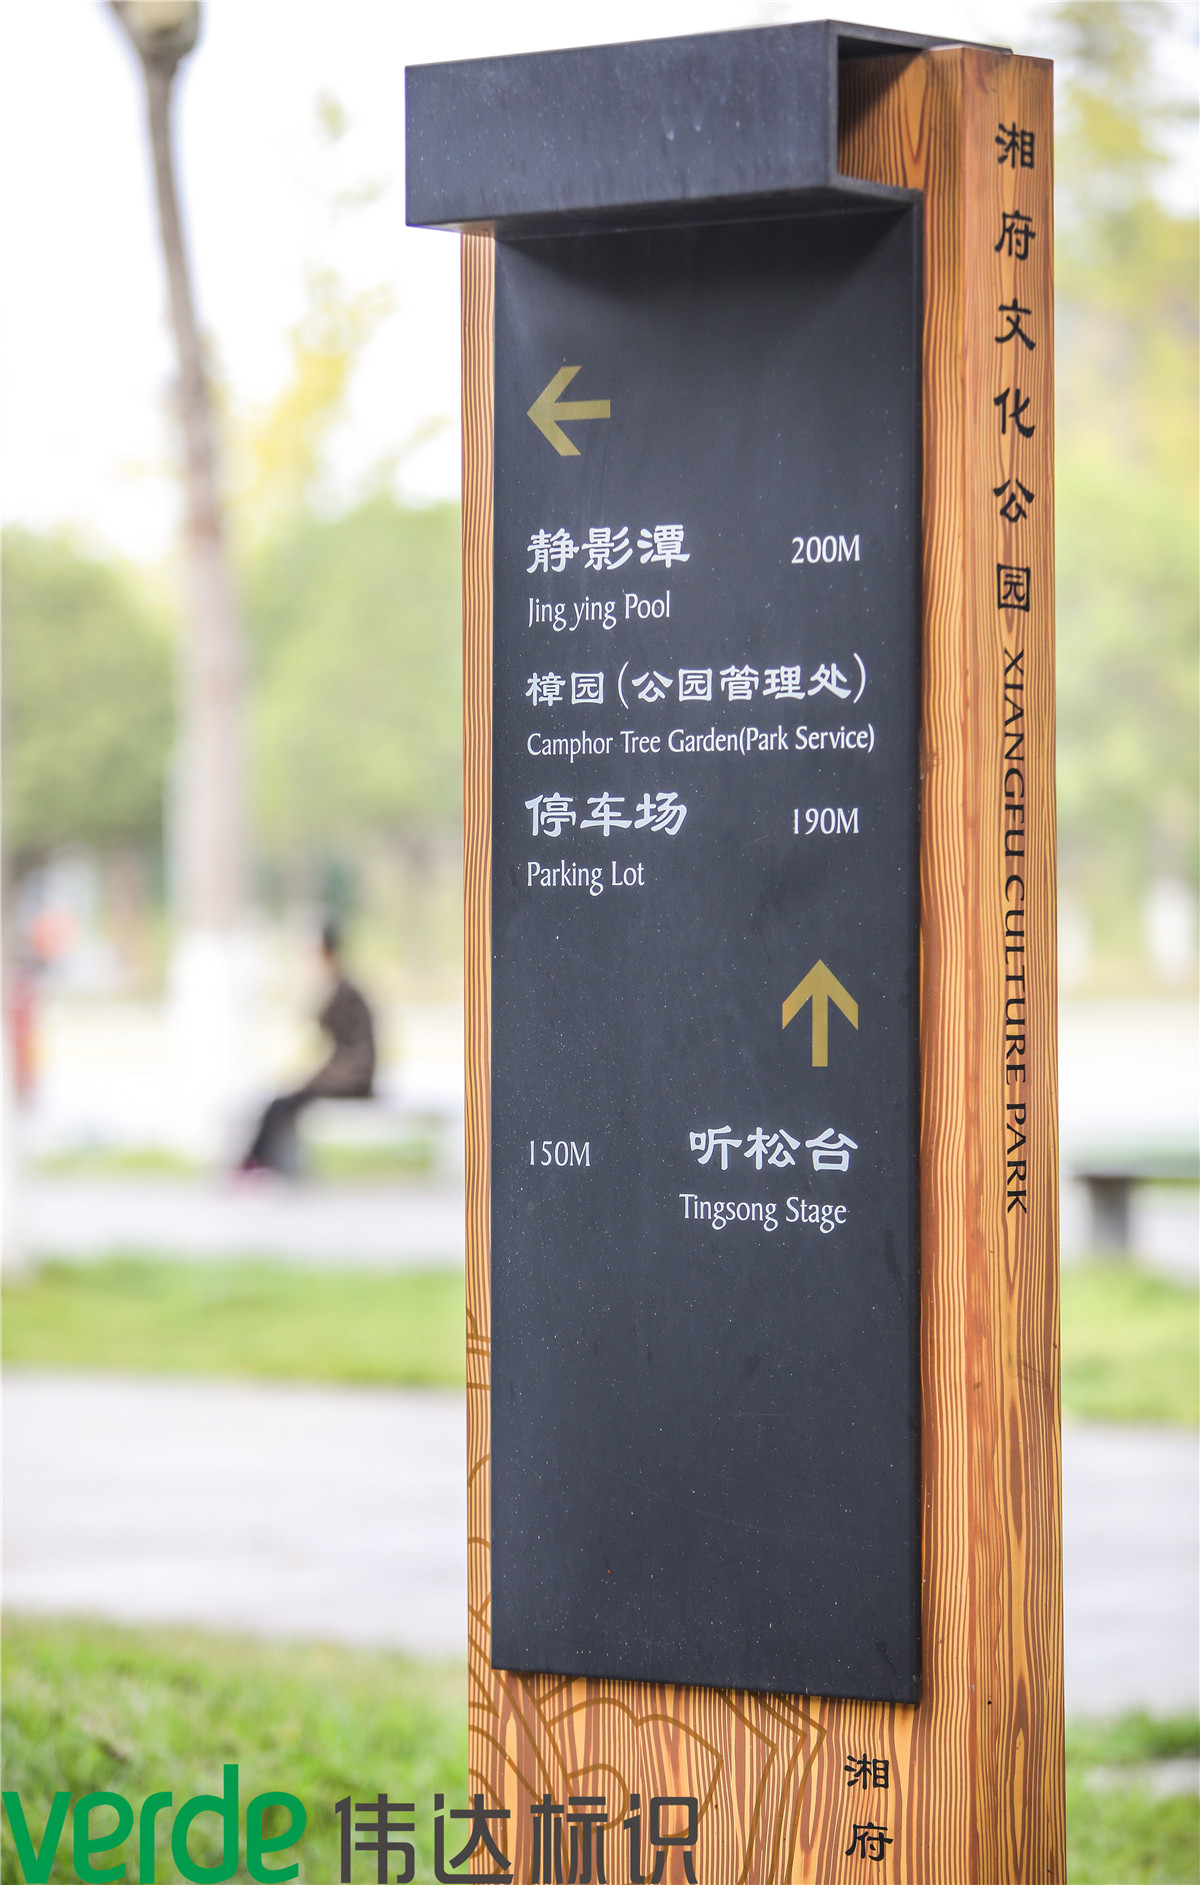 静影潭 200M
Jing ying Pool
樟园(公园管理处)
Camphor Tree Garden(Park Service)
停车场 190M
Parking Lot
150M 听松台
Tingsong Stage
湘府文化公园 XIANGFU CULTURE PARK
湘府
verde 伟达标识